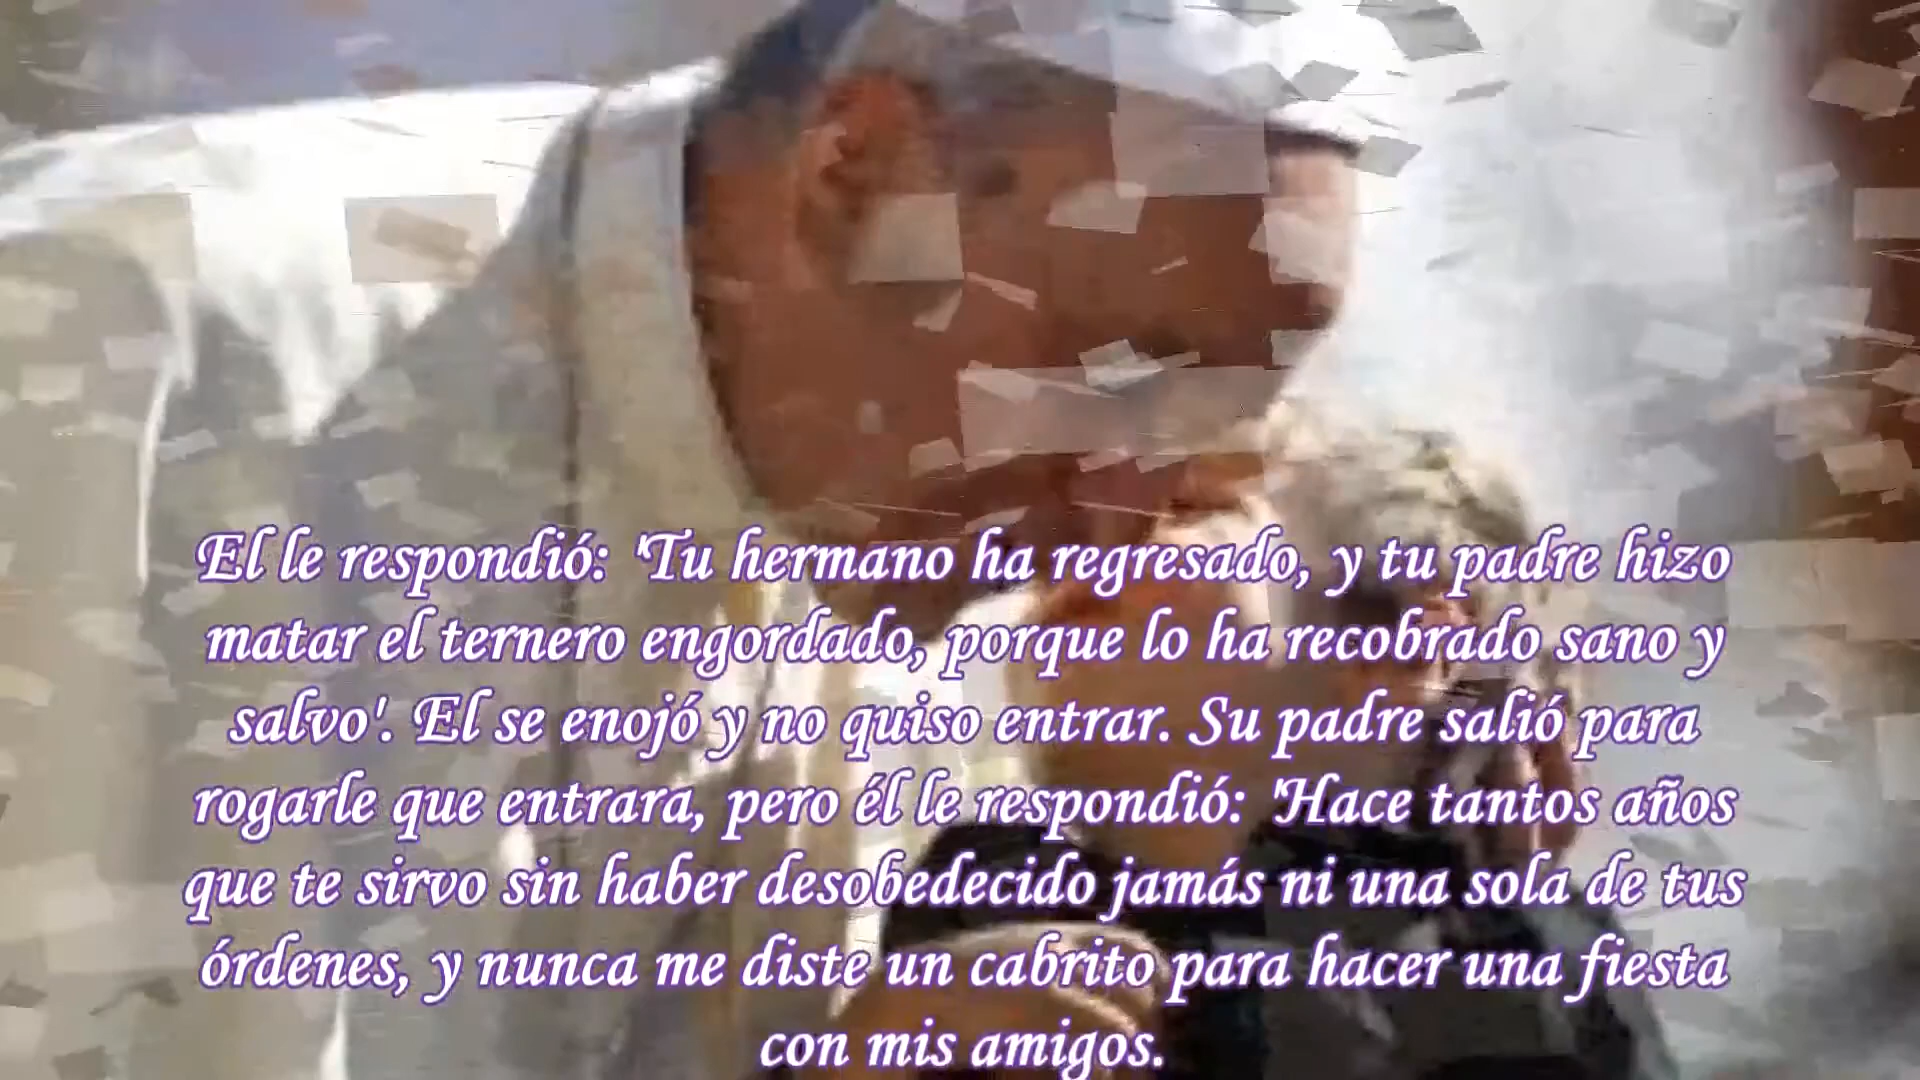 El le respondió: 'Tu hermano ha regresado, y tu padre hizo
matar el ternero engordado, porque lo ha recobrado sano y
salvo'. El se enojó y no quiso entrar. Su padre salió para
rogarle que entrara, pero él le respondió: 'Hace tantos años
que te sirvo sin haber desobedecido jamás ni una sola de tus
órdenes, y nunca me diste un cabrito para hacer una fiesta
con mis amigos.